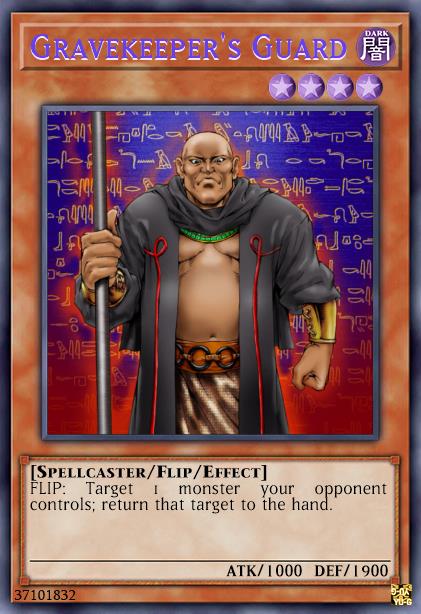 GRAVEKEEPER'S GUARD
DARK
闇
[SPELLCASTER/FLIP/EFFECT]
FLIP: Target 1 monster your opponent
controls; return that target to the hand.
ATK/1000 DEF/1900
37101832